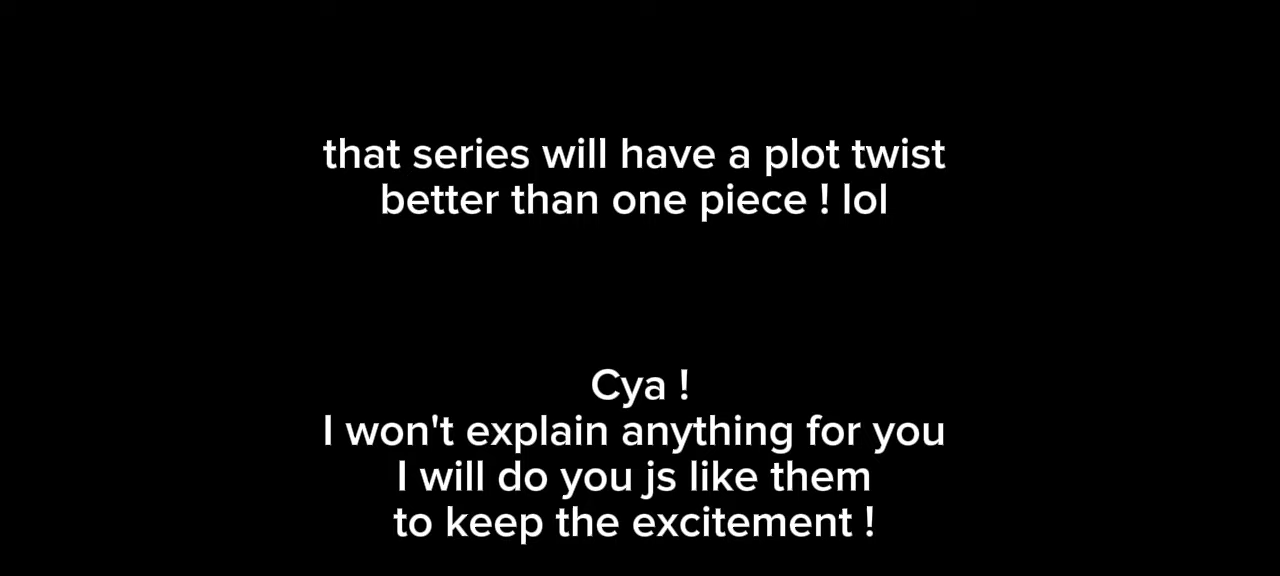 that series will have a plot twist
better than one piece ! lol
Cya !
I won't explain anything for you
I will do you js like them
to keep the excitement !